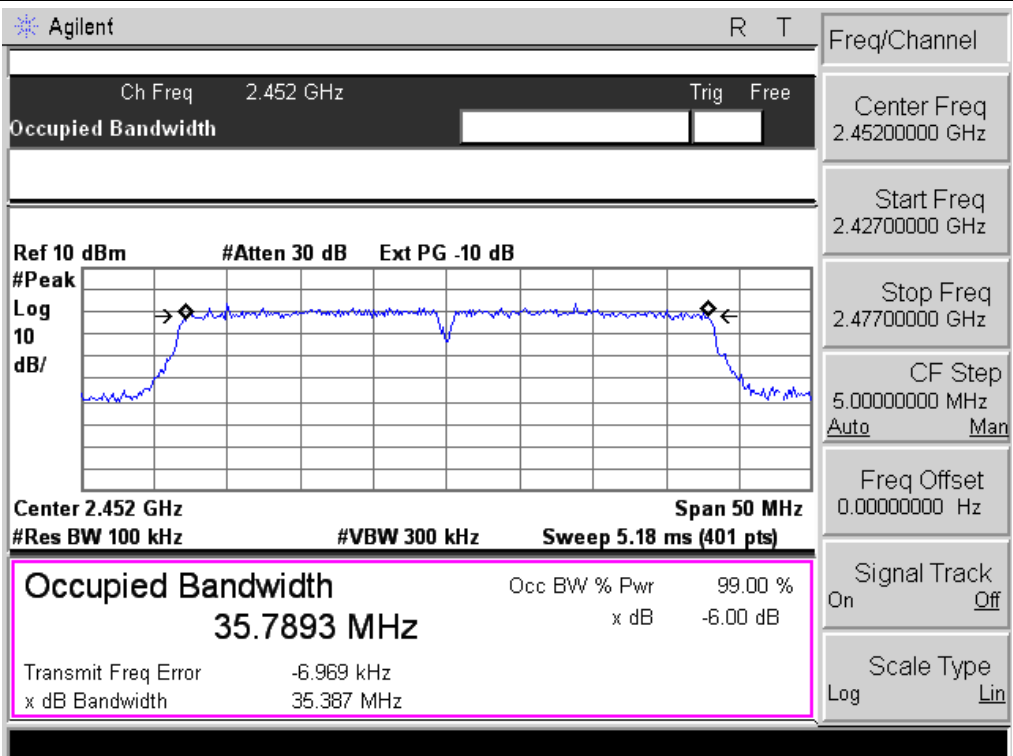 Agilent R T
Freq/Channel
Ch Freq 2.452 GHz Trig Free
Occupied Bandwidth
Center Freq
2.45200000 GHz
Start Freq
2.42700000 GHz
Stop Freq
2.47700000 GHz
CF Step
5.00000000 MHz
Auto Man
Freq Offset
0.00000000 Hz
Signal Track
On Off
Scale Type
Log Lin
Ref 10 dBm #Atten 30 dB Ext PG -10 dB
#Peak
Log
10
dB/
Center 2.452 GHz Span 50 MHz
#Res BW 100 kHz #VBW 300 kHz Sweep 5.18 ms (401 pts)
Occupied Bandwidth Occ BW % Pwr 99.00 %
35.7893 MHz x dB -6.00 dB
Transmit Freq Error -6.969 kHz
x dB Bandwidth 35.387 MHz